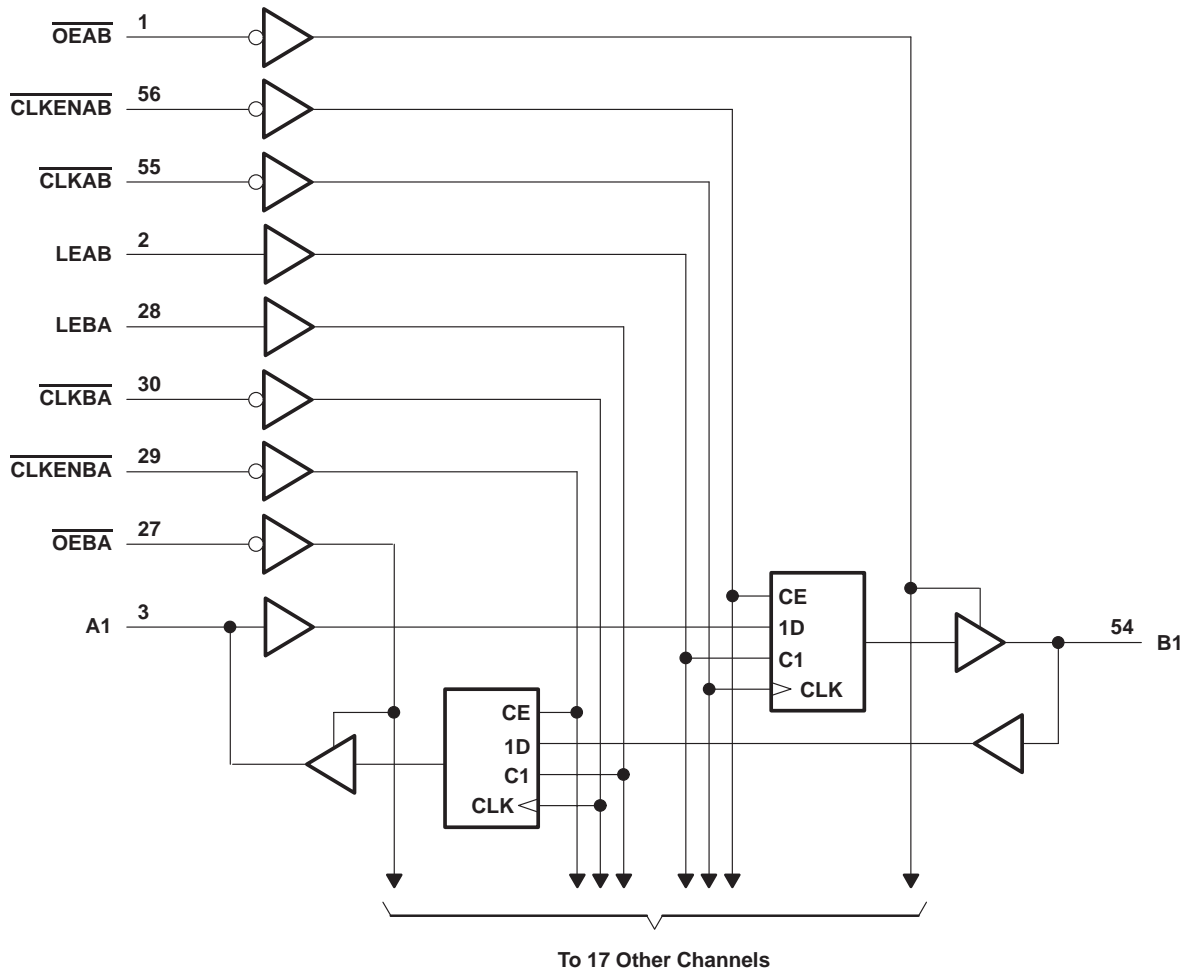 1
OEAB
56
CLKENAB
55
CLKAB
2
LEAB
28
LEBA
30
CLKBA
29
CLKENBA
27
OEBA
3
A1
CE
1D
C1
CLK
54
B1
CE
1D
C1
CLK
To 17 Other Channels